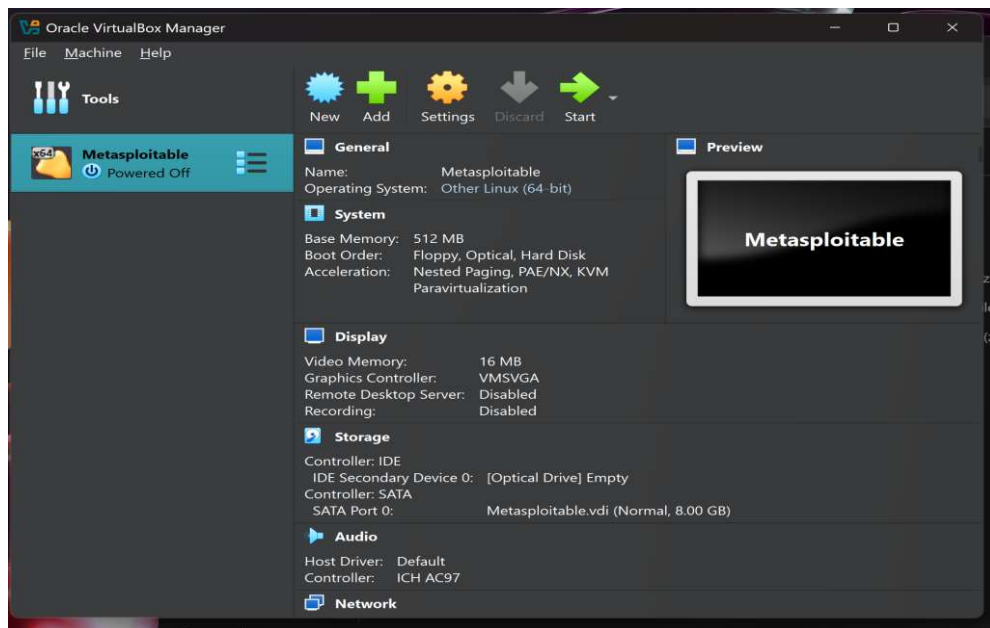 Oracle VirtualBox Manager
File Machine Help
Tools
New Add Settings Discard Start
x64
Metasploitable
Powered Off
General
Name: Metasploitable
Operating System: Other Linux (64-bit)
System
Base Memory: 512 MB
Boot Order: Floppy, Optical, Hard Disk
Acceleration: Nested Paging, PAE/NX, KVM
Paravirtualization
Preview
Metasploitable
Display
Video Memory: 16 MB
Graphics Controller: VMSVGA
Remote Desktop Server: Disabled
Recording: Disabled
Storage
Controller: IDE
IDE Secondary Device 0: [Optical Drive] Empty
Controller: SATA
SATA Port 0: Metasploitable.vdi (Normal, 8.00 GB)
Audio
Host Driver: Default
Controller: ICH AC97
Network